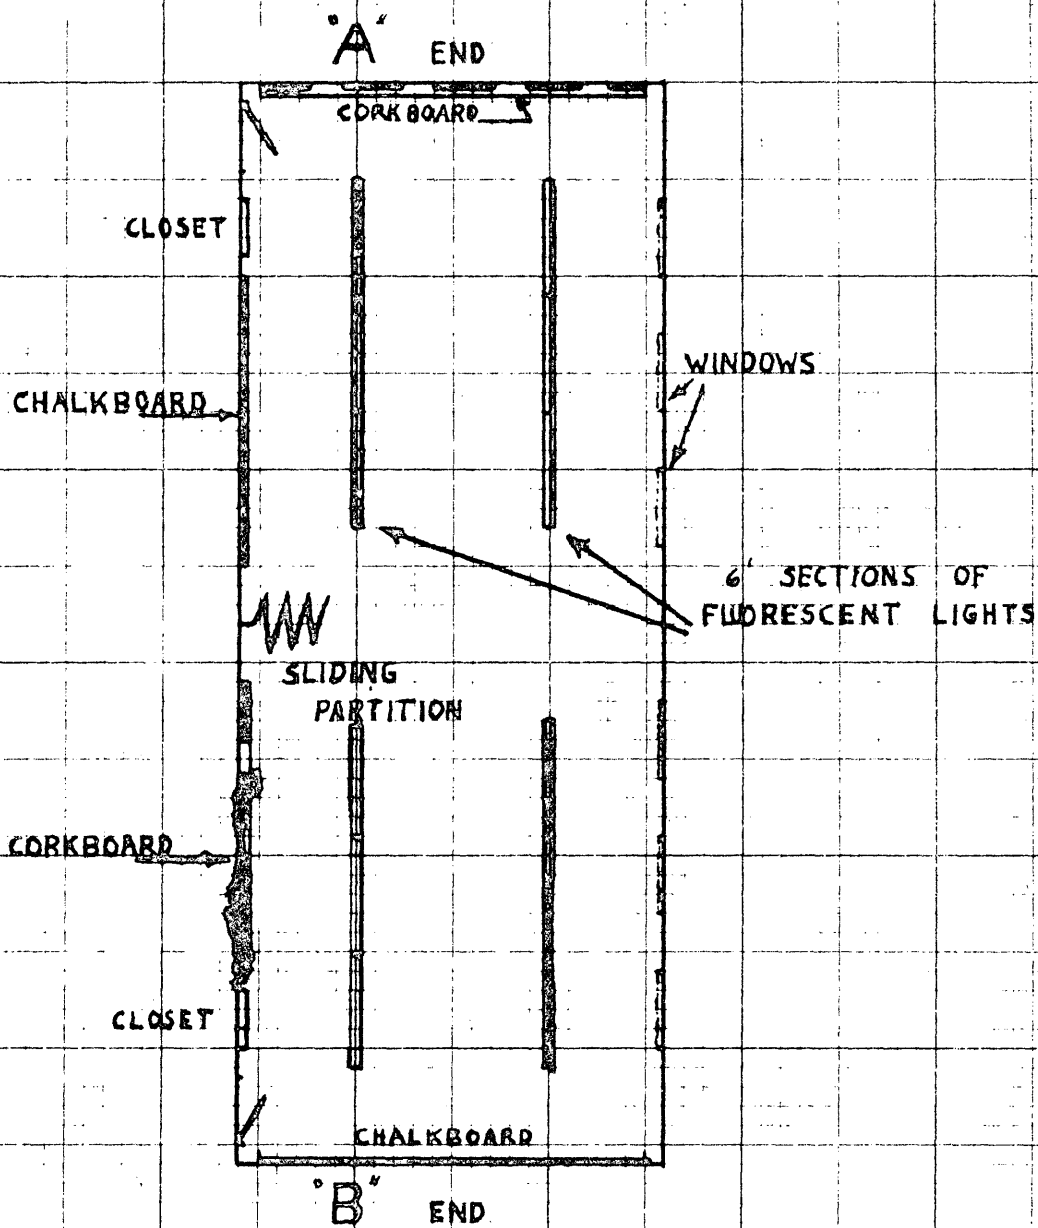 "A" END
CORKBOARD
CLOSET
WINDOWS
CHALKBOARD
6' SECTIONS OF
FLUORESCENT LIGHTS
SLIDING
PARTITION
CORKBOARD
CLOSET
CHALKBOARD
"B" END